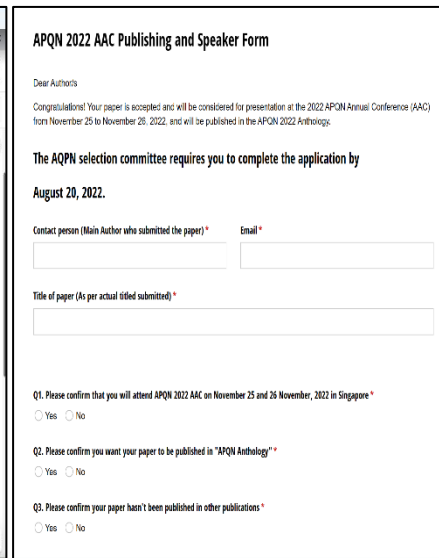 APQN 2022 AAC Publishing and Speaker Form
Dear Author/s
Congratulations! Your paper is accepted and will be considered for presentation at the 2022 APQN Annual Conference (AAC)
from November 25 to November 26, 2022, and will be published in the APQN 2022 Anthology.
The AQPN selection committee requires you to complete the application by
August 20, 2022.
Contact person (Main Author who submitted the paper) * Email *
Title of paper (As per actual titled submitted) *
Q1. Please confirm that you will attend APQN 2022 AAC on November 25 and 26 November, 2022 in Singapore *
Yes No
Q2. Please confirm you want your paper to be published in "APQN Anthology" *
Yes No
Q3. Please confirm your paper hasn't been published in other publications *
Yes No